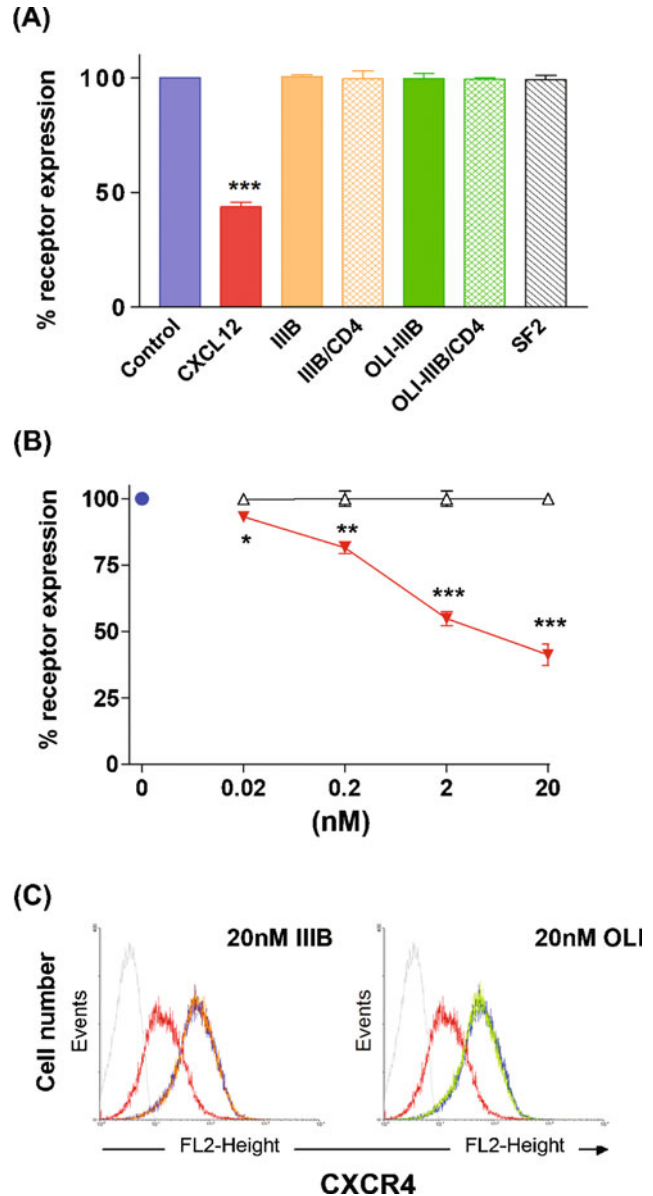 (A)
% receptor expression
100
50
0
***
Control
CXCL12
IIIB
IIIB/CD4
OLI-IIIB
OLI-IIIB/CD4
SF2
(B)
% receptor expression
100
75
50
25
0
*
**
***
***
0
0.02
0.2
2
20
(nM)
(C)
Cell number
20nM IIIB
Events
FL2-Height
20nM OLI
Events
FL2-Height
CXCR4